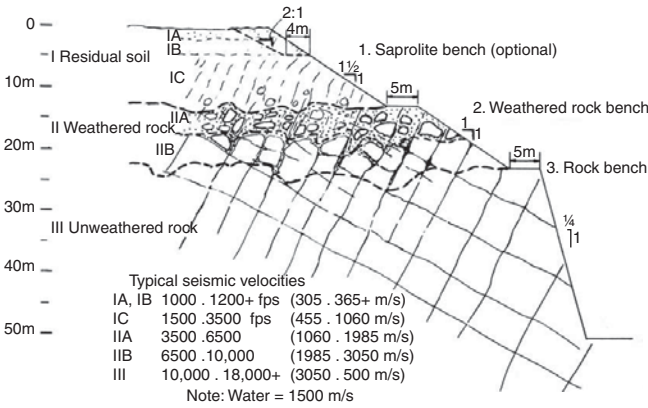 0
2:1
IA
4m
IB
1. Saprolite bench (optional)
I Residual soil
1½
1
10m
IC
5m
IIA
2. Weathered rock bench
II Weathered rock
1
1
20m
IIB
5m
3. Rock bench
30m
III Unweathered rock
¼
1
40m
50m
Typical seismic velocities
IA, IB 1000 . 1200+ fps (305 . 365+ m/s)
IC 1500 .3500 fps (455 . 1060 m/s)
IIA 3500 .6500 (1060 . 1985 m/s)
IIB 6500 .10,000 (1985 . 3050 m/s)
III 10,000 . 18,000+ (3050 . 500 m/s)
Note: Water = 1500 m/s